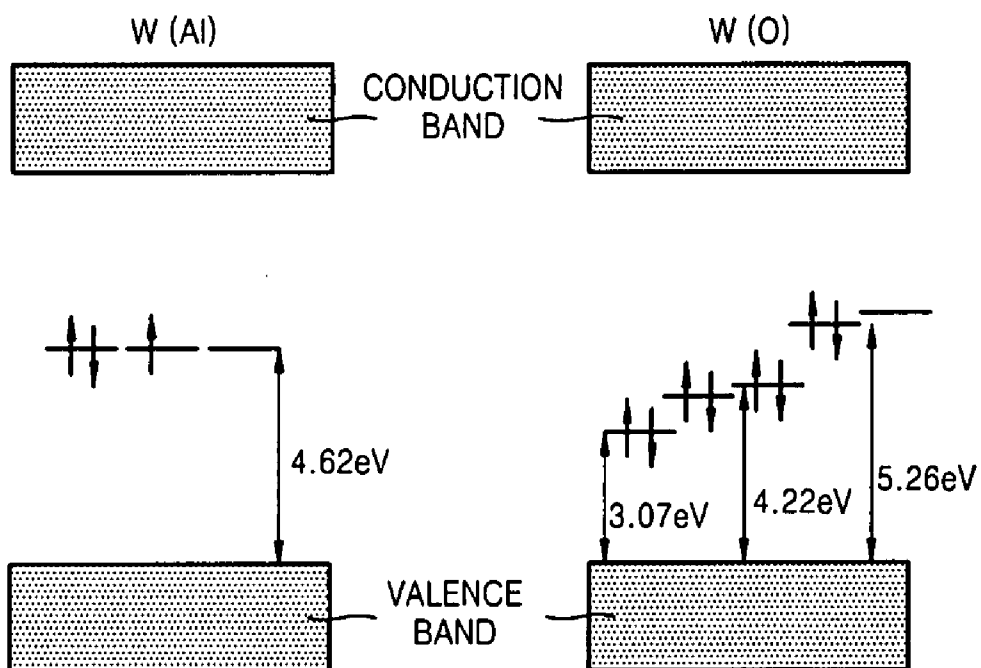 W (Al)
W (O)
CONDUCTION
BAND
4.62eV
3.07eV
4.22eV
5.26eV
VALENCE
BAND